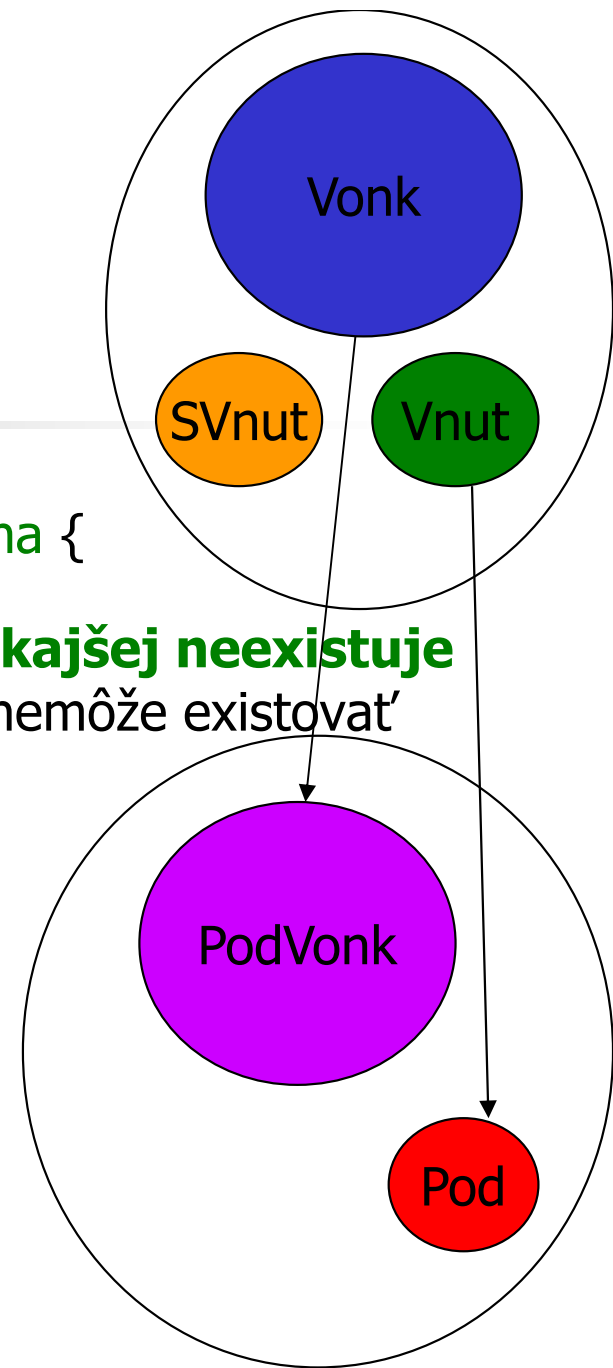 Vonk
SVnut Vnut
na {
kajšej neexistuje
nemôže existovať
PodVonk
Pod